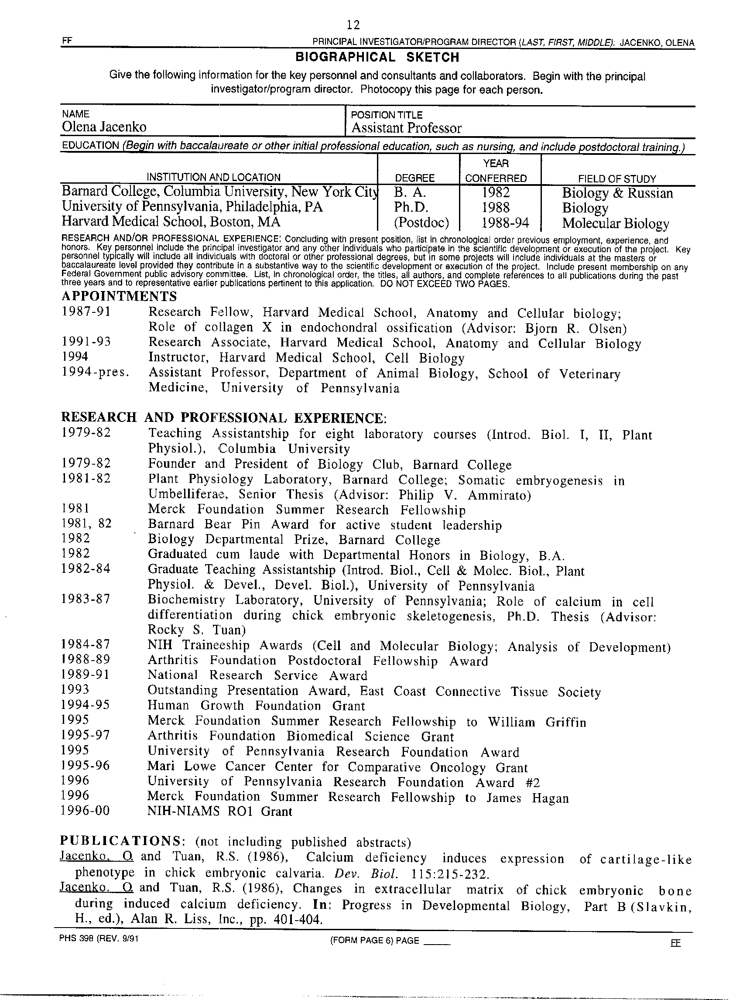 12
FF
PRINCIPAL INVESTIGATOR/PROGRAM DIRECTOR (LAST, FIRST, MIDDLE): JACENKO, OLENA
BIOGRAPHICAL SKETCH
Give the following information for the key personnel and consultants and collaborators. Begin with the principal
investigator/program director. Photocopy this page for each person.
NAME POSITION TITLE
Olena Jacenko Assistant Professor
EDUCATION (Begin with baccalaureate or other initial professional education, such as nursing, and include postdoctoral training.)
INSTITUTION AND LOCATION DEGREE YEAR CONFERRED FIELD OF STUDY
Barnard College, Columbia University, New York City B. A. 1982 Biology & Russian
University of Pennsylvania, Philadelphia, PA Ph.D. 1988 Biology
Harvard Medical School, Boston, MA (Postdoc) 1988-94 Molecular Biology
RESEARCH AND/OR PROFESSIONAL EXPERIENCE: Concluding with present position, list in chronological order previous employment, experience, and
honors. Key personnel include the principal investigator and any other individuals who participate in the scientific development or execution of the project. Key
personnel typically will include all individuals with doctoral or other professional degrees, but in some projects will include individuals at the masters or
baccalaureate level provided they contribute in a substantive way to the scientific development or execution of the project. Include present membership on any
Federal Government public advisory committee. List, in chronological order, the titles, all authors, and complete references to all publications during the past
three years and to representative earlier publications pertinent to this application. DO NOT EXCEED TWO PAGES.
APPOINTMENTS
1987-91 Research Fellow, Harvard Medical School, Anatomy and Cellular biology;
Role of collagen X in endochondral ossification (Advisor: Bjorn R. Olsen)
1991-93 Research Associate, Harvard Medical School, Anatomy and Cellular Biology
1994 Instructor, Harvard Medical School, Cell Biology
1994-pres. Assistant Professor, Department of Animal Biology, School of Veterinary
Medicine, University of Pennsylvania
RESEARCH AND PROFESSIONAL EXPERIENCE:
1979-82 Teaching Assistantship for eight laboratory courses (Introd. Biol. I, II, Plant
Physiol.), Columbia University
1979-82 Founder and President of Biology Club, Barnard College
1981-82 Plant Physiology Laboratory, Barnard College; Somatic embryogenesis in
Umbelliferae, Senior Thesis (Advisor: Philip V. Ammirato)
1981 Merck Foundation Summer Research Fellowship
1981, 82 Barnard Bear Pin Award for active student leadership
1982 Biology Departmental Prize, Barnard College
1982 Graduated cum laude with Departmental Honors in Biology, B.A.
1982-84 Graduate Teaching Assistantship (Introd. Biol., Cell & Molec. Biol., Plant
Physiol. & Devel., Devel. Biol.), University of Pennsylvania
1983-87 Biochemistry Laboratory, University of Pennsylvania; Role of calcium in cell
differentiation during chick embryonic skeletogenesis, Ph.D. Thesis (Advisor:
Rocky S. Tuan)
1984-87 NIH Traineeship Awards (Cell and Molecular Biology; Analysis of Development)
1988-89 Arthritis Foundation Postdoctoral Fellowship Award
1989-91 National Research Service Award
1993 Outstanding Presentation Award, East Coast Connective Tissue Society
1994-95 Human Growth Foundation Grant
1995 Merck Foundation Summer Research Fellowship to William Griffin
1995-97 Arthritis Foundation Biomedical Science Grant
1995 University of Pennsylvania Research Foundation Award
1995-96 Mari Lowe Cancer Center for Comparative Oncology Grant
1996 University of Pennsylvania Research Foundation Award #2
1996 Merck Foundation Summer Research Fellowship to James Hagan
1996-00 NIH-NIAMS RO1 Grant
PUBLICATIONS: (not including published abstracts)
Jacenko, O and Tuan, R.S. (1986), Calcium deficiency induces expression of cartilage-like
phenotype in chick embryonic calvaria. Dev. Biol. 115:215-232.
Jacenko, O and Tuan, R.S. (1986), Changes in extracellular matrix of chick embryonic bone
during induced calcium deficiency. In: Progress in Developmental Biology, Part B (Slavkin,
H., ed.), Alan R. Liss, Inc., pp. 401-404.
PHS 398 (REV. 9/91 (FORM PAGE 6) PAGE _____ FF